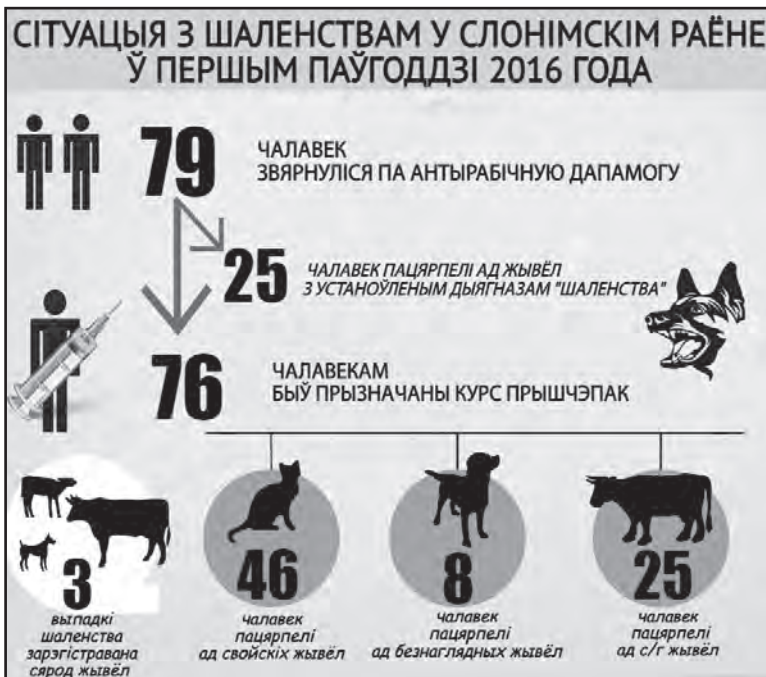 СІТУАЦЫЯ З ШАЛЕНСТВАМ У СЛОНІМСКІМ РАЁНЕ
Ў ПЕРШЫМ ПАЎГОДДЗІ 2016 ГОДА
79
ЧАЛАВЕК
ЗВЯРНУЛІСЯ ПА АНТЫРАБІЧНУЮ ДАПАМОГУ
25
ЧАЛАВЕК ПАЦЯРПЕЛІ АД ЖЫВЁЛ
З УСТАНОЎЛЕНЫМ ДЫЯГНАЗАМ "ШАЛЕНСТВА"
76
ЧАЛАВЕКАМ
БЫЎ ПРЫЗНАЧАНЫ КУРС ПРЫШЧЭПАК
3
выпадкі
шаленства
зарэгістравана
сярод жывёл
46
чалавек
пацярпелі
ад свойскіх жывёл
8
чалавек
пацярпелі
ад безнаглядных жывёл
25
чалавек
пацярпелі
ад с/г жывёл